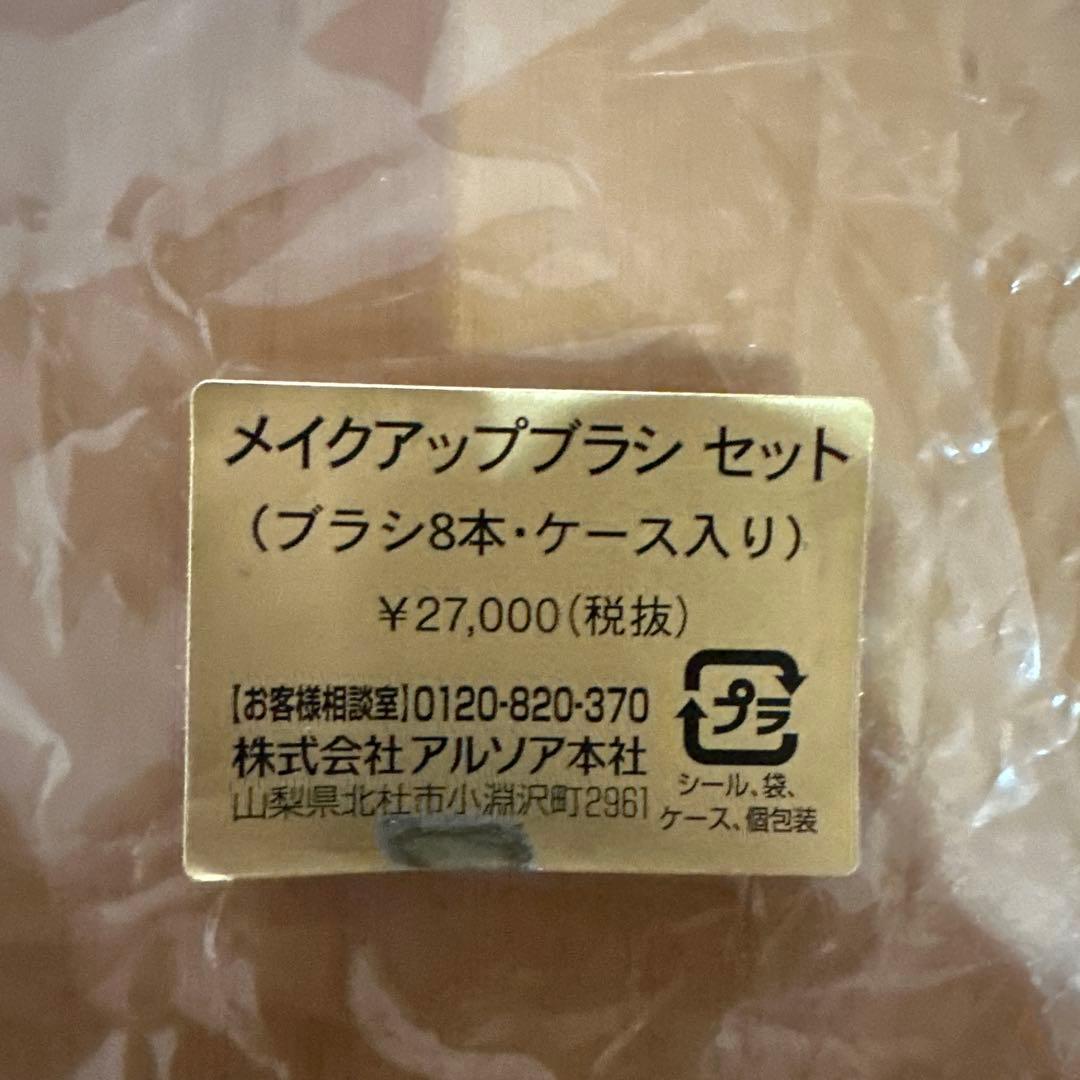 メイクアップブラシ セット
（ブラシ8本・ケース入り）
￥27,000（税抜）
【お客様相談室】0120-820-370
株式会社アルソア本社
山梨県北杜市小淵沢町2961
プラ
シール、袋、
ケース、個包装